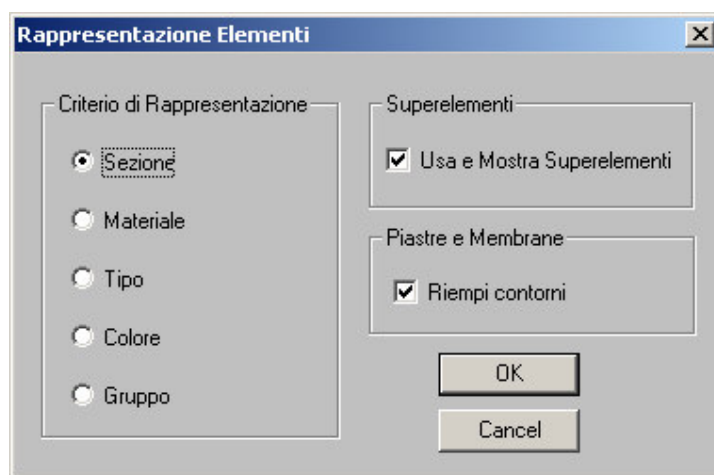 Rappresentazione Elementi
Criterio di Rappresentazione
Sezione
Materiale
Tipo
Colore
Gruppo
Superelementi
Usa e Mostra Superelementi
Piastre e Membrane
Riempi contorni
OK
Cancel